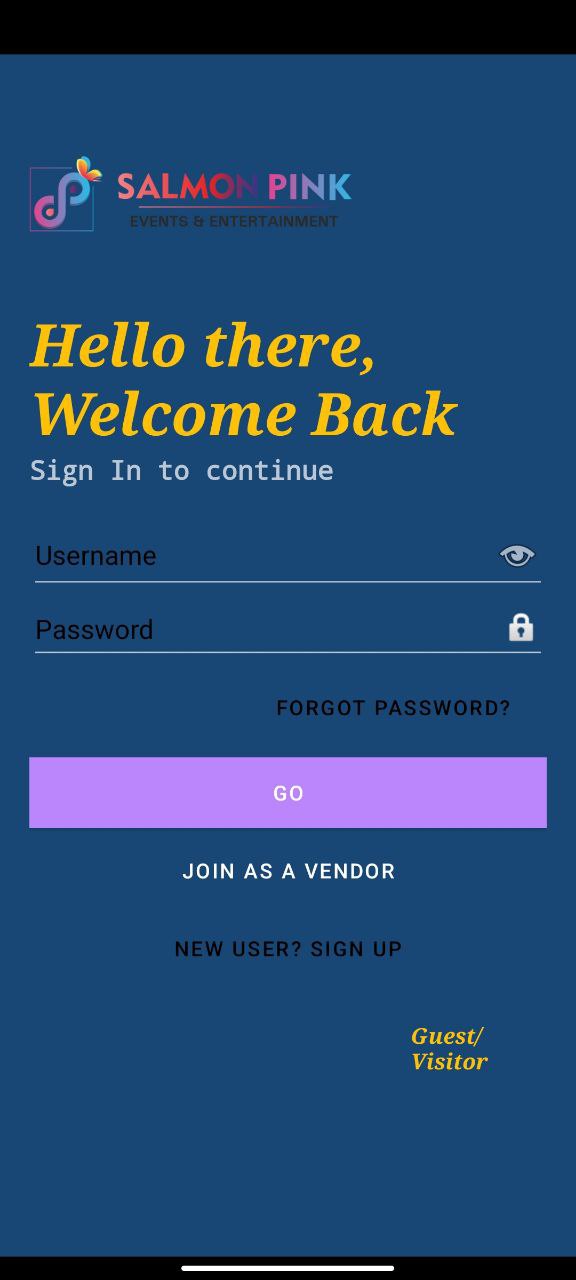 SALMON PINK
EVENTS & ENTERTAINMENT
Hello there,
Welcome Back
Sign In to continue
Username
Password
FORGOT PASSWORD?
GO
JOIN AS A VENDOR
NEW USER? SIGN UP
Guest/
Visitor